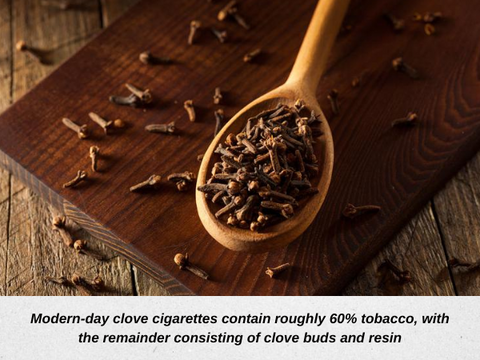 Modern-day clove cigarettes contain roughly 60% tobacco, with
the remainder consisting of clove buds and resin